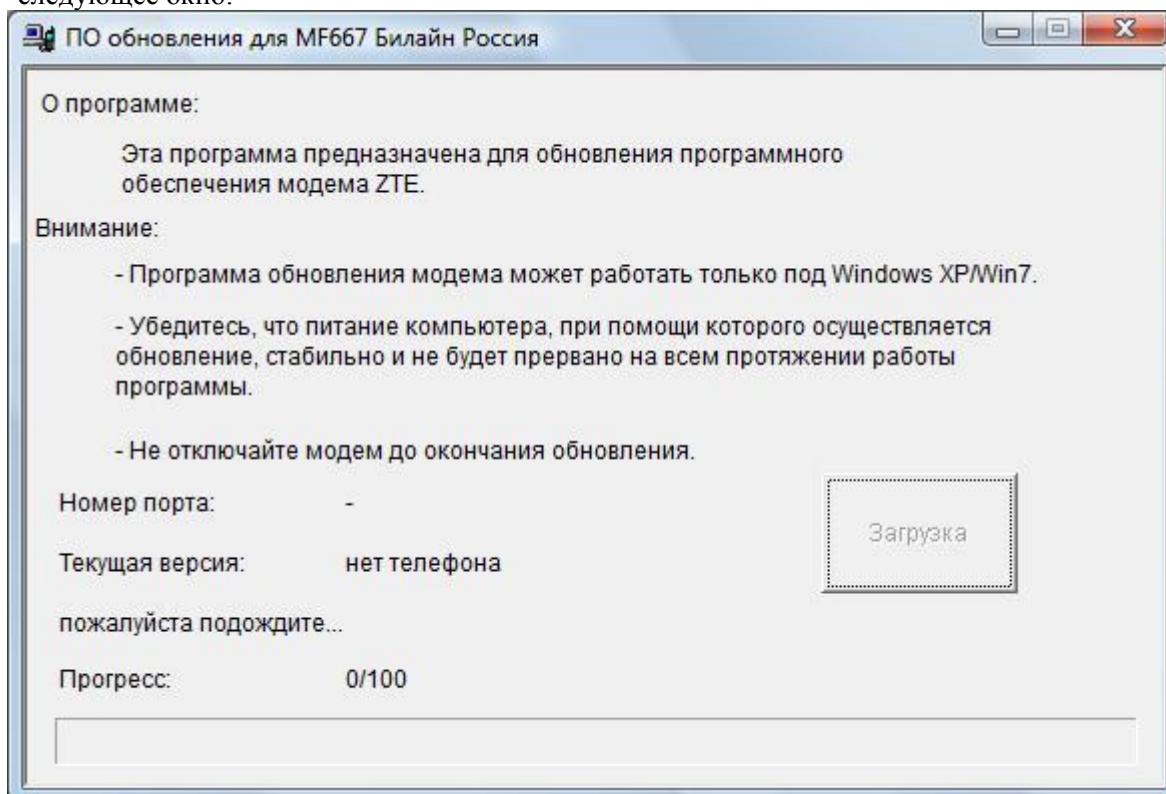 следующее окно:
ПО обновления для MF667 Билайн Россия
О программе:
Эта программа предназначена для обновления программного
обеспечения модема ZTE.
Внимание:
- Программа обновления модема может работать только под Windows XP/Win7.
- Убедитесь, что питание компьютера, при помощи которого осуществляется
обновление, стабильно и не будет прервано на всем протяжении работы
программы.
- Не отключайте модем до окончания обновления.
Номер порта: -
Загрузка
Текущая версия: нет телефона
пожалуйста подождите...
Прогресс: 0/100